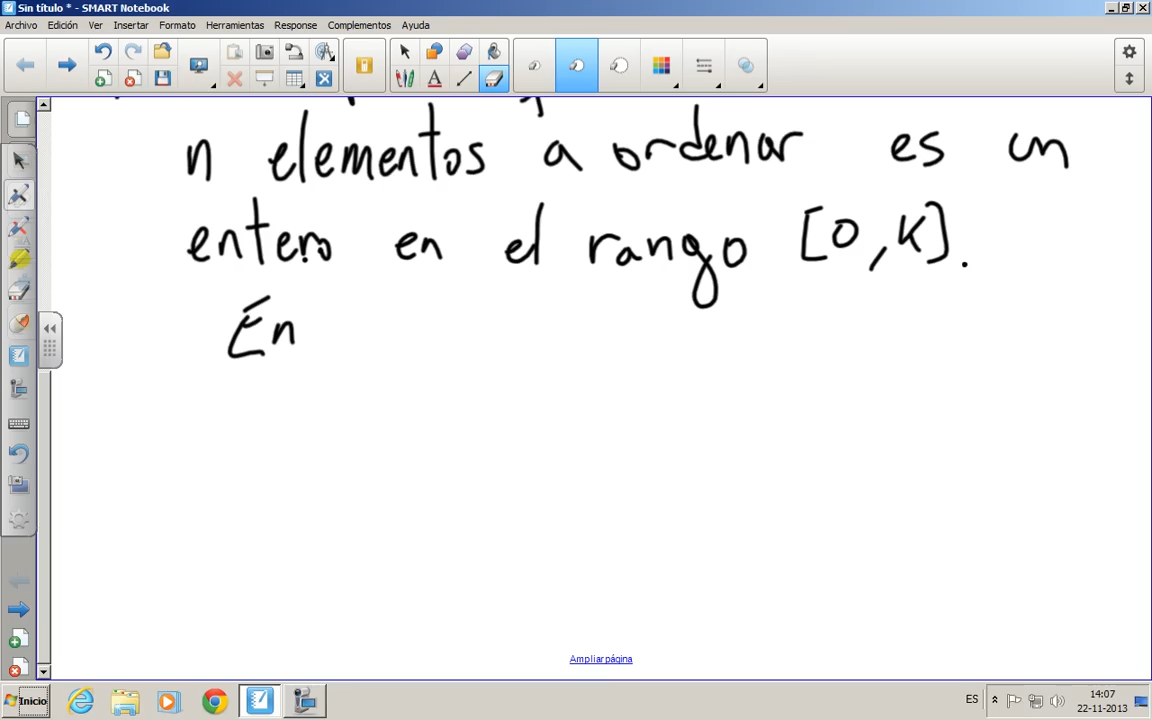 Sin título * - SMART Notebook
Archivo Edición Ver Insertar Formato Herramientas Response Complementos Ayuda
n elementos a ordenar es un
entero en el rango [0,K].
En
Ampliar página
Inicio
ES
14:07
22-11-2013